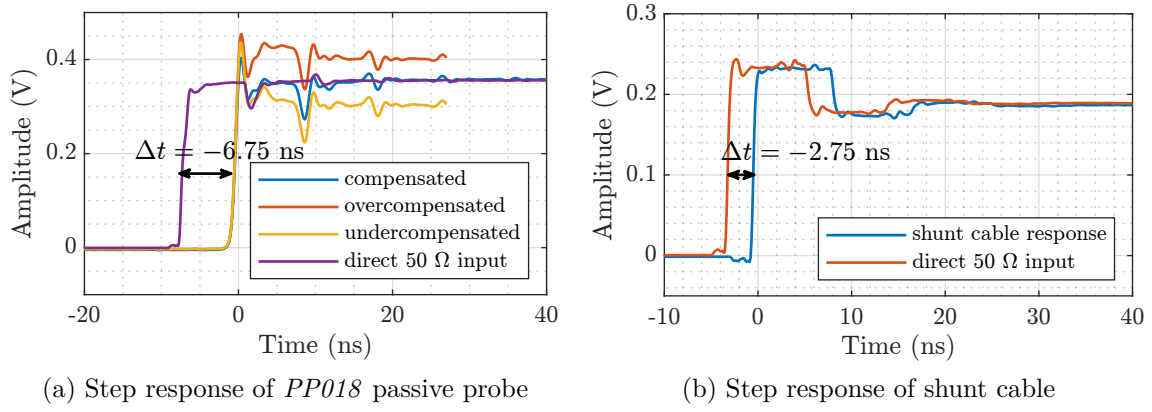 Amplitude (V)
0.4
0.2
0
-20
0
20
40
Time (ns)
Δt = −6.75 ns
compensated
overcompensated
undercompensated
direct 50 Ω input
(a) Step response of PP018 passive probe
Amplitude (V)
0.3
0.2
0.1
0
-10
0
10
20
30
40
Time (ns)
Δt = −2.75 ns
shunt cable response
direct 50 Ω input
(b) Step response of shunt cable